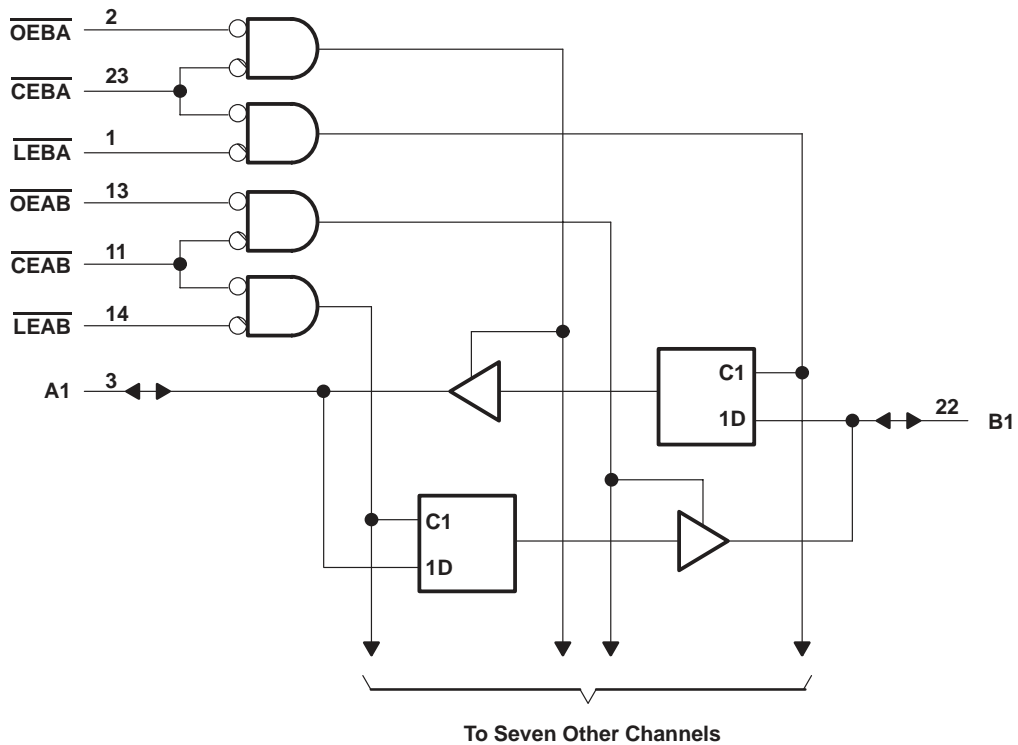 OEBA 2
CEBA 23
LEBA 1
OEAB 13
CEAB 11
LEAB 14
A1 3
C1
1D
22 B1
C1
1D
To Seven Other Channels